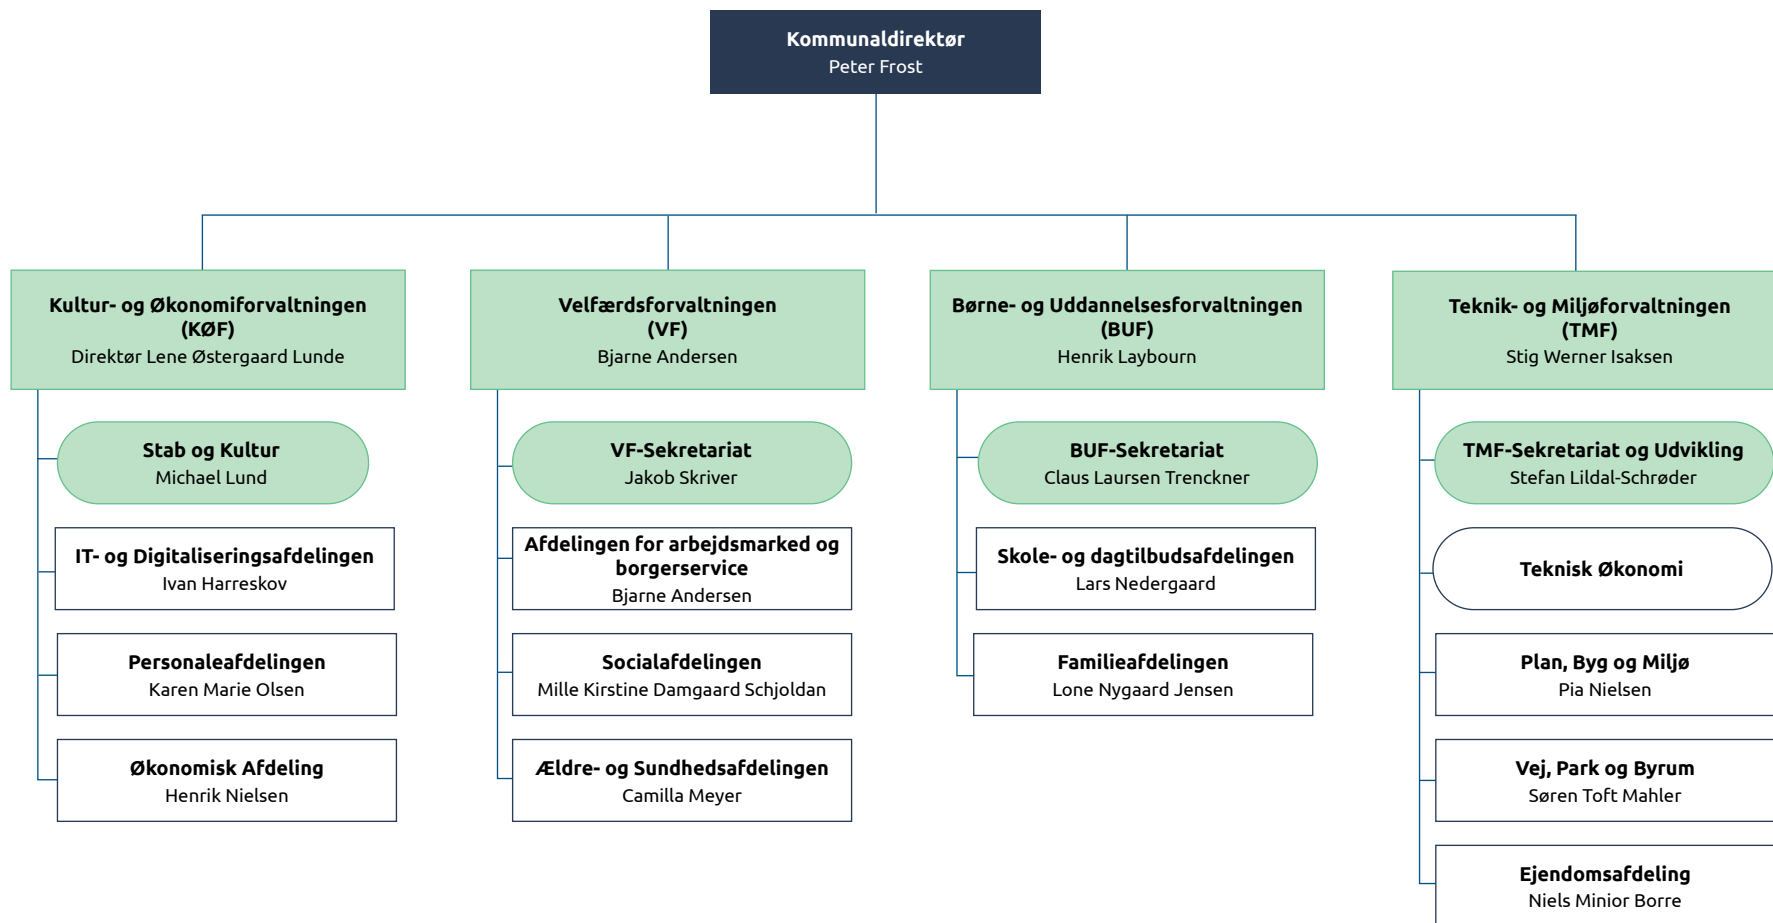 Kommunaldirektør
Peter Frost
Kultur- og Økonomiforvaltningen
(KØF)
Direktør Lene Østergaard Lunde
Stab og Kultur
Michael Lund
IT- og Digitaliseringsafdelingen
Ivan Harreskov
Personaleafdelingen
Karen Marie Olsen
Økonomisk Afdeling
Henrik Nielsen
Velfærdsforvaltningen
(VF)
Bjarne Andersen
VF-Sekretariat
Jakob Skriver
Afdelingen for arbejdsmarked og
borgerservice
Bjarne Andersen
Socialafdelingen
Mille Kirstine Damgaard Schjoldan
Ældre- og Sundhedsafdelingen
Camilla Meyer
Børne- og Uddannelsesforvaltningen
(BUF)
Henrik Laybourn
BUF-Sekretariat
Claus Laursen Trenckner
Skole- og dagtilbudsafdelingen
Lars Nedergaard
Familieafdelingen
Lone Nygaard Jensen
Teknik- og Miljøforvaltningen
(TMF)
Stig Werner Isaksen
TMF-Sekretariat og Udvikling
Stefan Lildal-Schrøder
Teknisk Økonomi
Plan, Byg og Miljø
Pia Nielsen
Vej, Park og Byrum
Søren Toft Mahler
Ejendomsafdeling
Niels Minior Borre